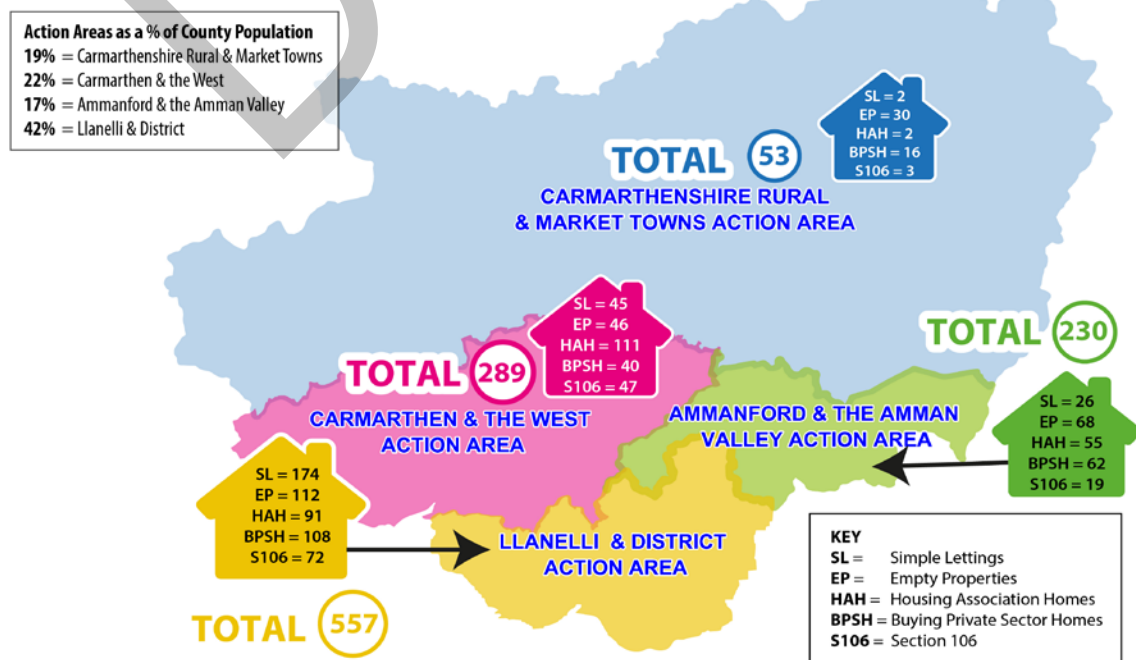 Action Areas as a % of County Population
19% = Carmarthenshire Rural & Market Towns
22% = Carmarthen & the West
17% = Ammanford & the Amman Valley
42% = Llanelli & District
SL = 2
EP = 30
HAH = 2
BPSH = 16
S106 = 3
TOTAL 53
CARMARTHENSHIRE RURAL
& MARKET TOWNS ACTION AREA
SL = 45
EP = 46
HAH = 111
BPSH = 40
S106 = 47
TOTAL 289
CARMARTHEN & THE WEST
ACTION AREA
TOTAL 230
SL = 26
EP = 68
HAH = 55
BPSH = 62
S106 = 19
AMMANFORD & THE AMMAN
VALLEY ACTION AREA
SL = 174
EP = 112
HAH = 91
BPSH = 108
S106 = 72
LLANELLI & DISTRICT
ACTION AREA
TOTAL 557
KEY
SL = Simple Lettings
EP = Empty Properties
HAH = Housing Association Homes
BPSH = Buying Private Sector Homes
S106 = Section 106